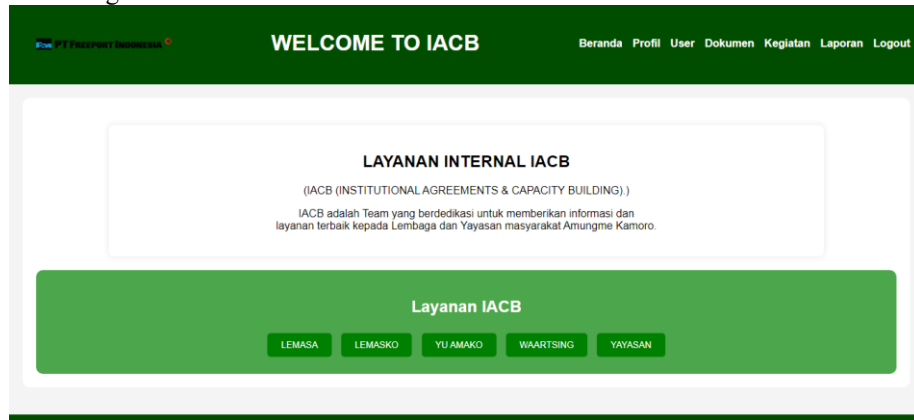 PT FREEPORT INDONESIA
WELCOME TO IACB
Beranda Profil User Dokumen Kegiatan Laporan Logout
LAYANAN INTERNAL IACB
(IACB (INSTITUTIONAL AGREEMENTS & CAPACITY BUILDING).)
IACB adalah Team yang berdedikasi untuk memberikan informasi dan
layanan terbaik kepada Lembaga dan Yayasan masyarakat Amungme Kamoro.
Layanan IACB
LEMASA LEMASKO YU AMAKO WAARTSING YAYASAN